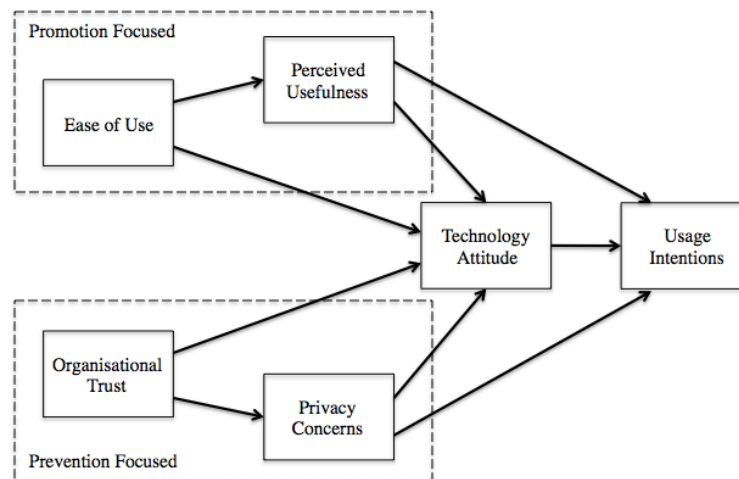 Promotion Focused
Perceived
Usefulness
Ease of Use
Technology
Attitude
Usage
Intentions
Organisational
Trust
Privacy
Concerns
Prevention Focused